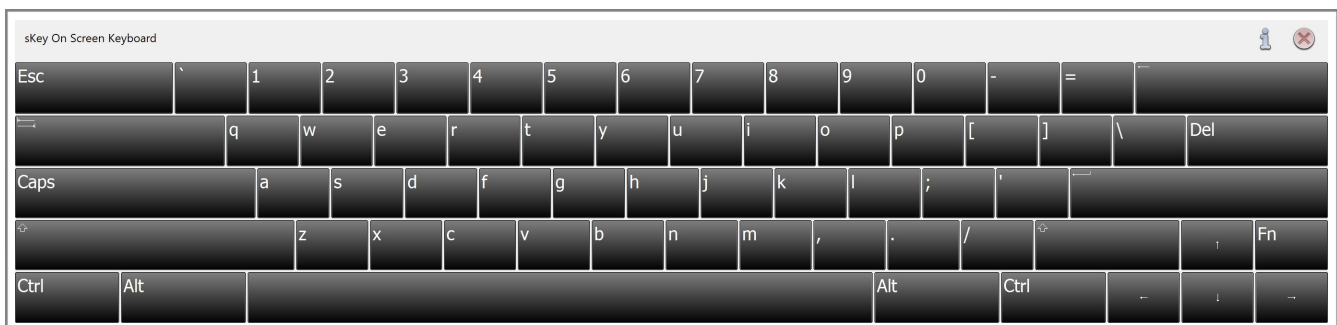 sKey On Screen Keyboard
Esc ` 1 2 3 4 5 6 7 8 9 0 - = ←
q w e r t y u i o p [ ] \ Del
Caps a s d f g h j k l ; '
⇧ z x c v b n m , . / ⇧ ↑ Fn
Ctrl Alt Alt Ctrl ← ↓ →